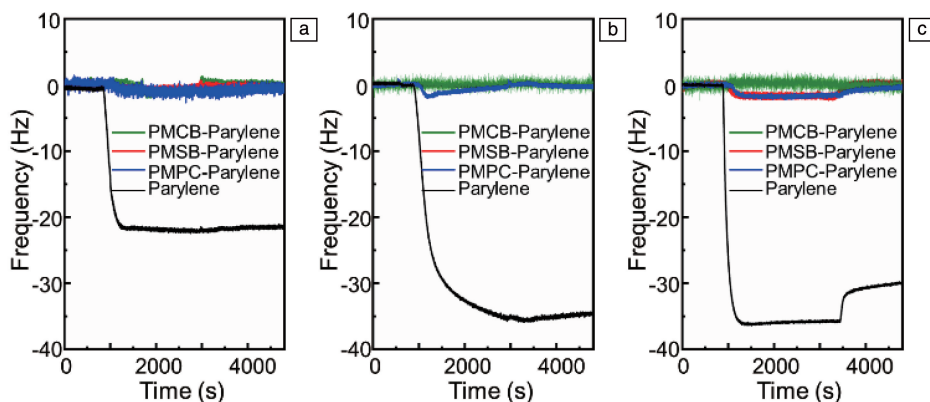 a
10
0
-10
-20
-30
-40
Frequency (Hz)
PMCB-Parylene
PMSB-Parylene
PMPC-Parylene
Parylene
0 2000 4000
Time (s)
b
10
0
-10
-20
-30
-40
Frequency (Hz)
PMCB-Parylene
PMSB-Parylene
PMPC-Parylene
Parylene
0 2000 4000
Time (s)
c
10
0
-10
-20
-30
-40
Frequency (Hz)
PMCB-Parylene
PMSB-Parylene
PMPC-Parylene
Parylene
0 2000 4000
Time (s)